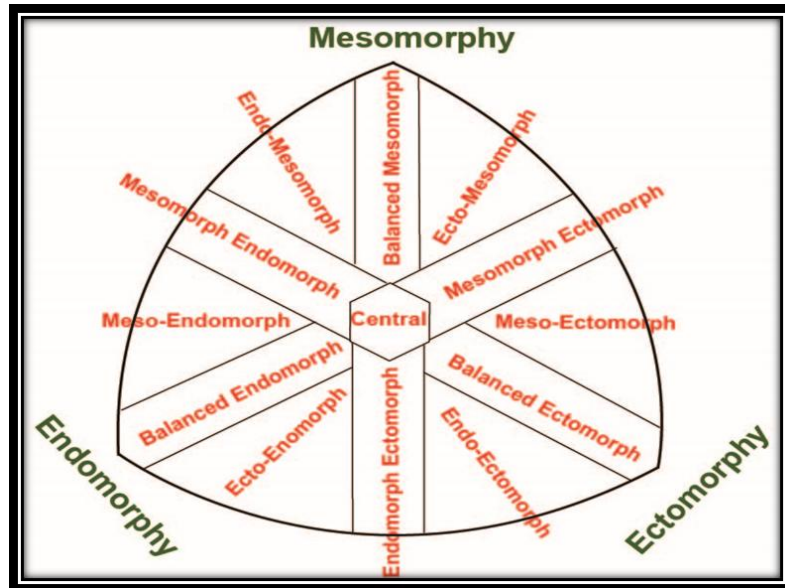 Mesomorphy
Endo-Mesomorph
Balanced Mesomorph
Ecto-Mesomorph
Mesomorph Endomorph
Mesomorph Ectomorph
Central
Meso-Endomorph
Meso-Ectomorph
Balanced Endomorph
Balanced Ectomorph
Ecto-Enomorph
Endomorph Ectomorph
Endo-Ectomorph
Endomorphy
Ectomorphy